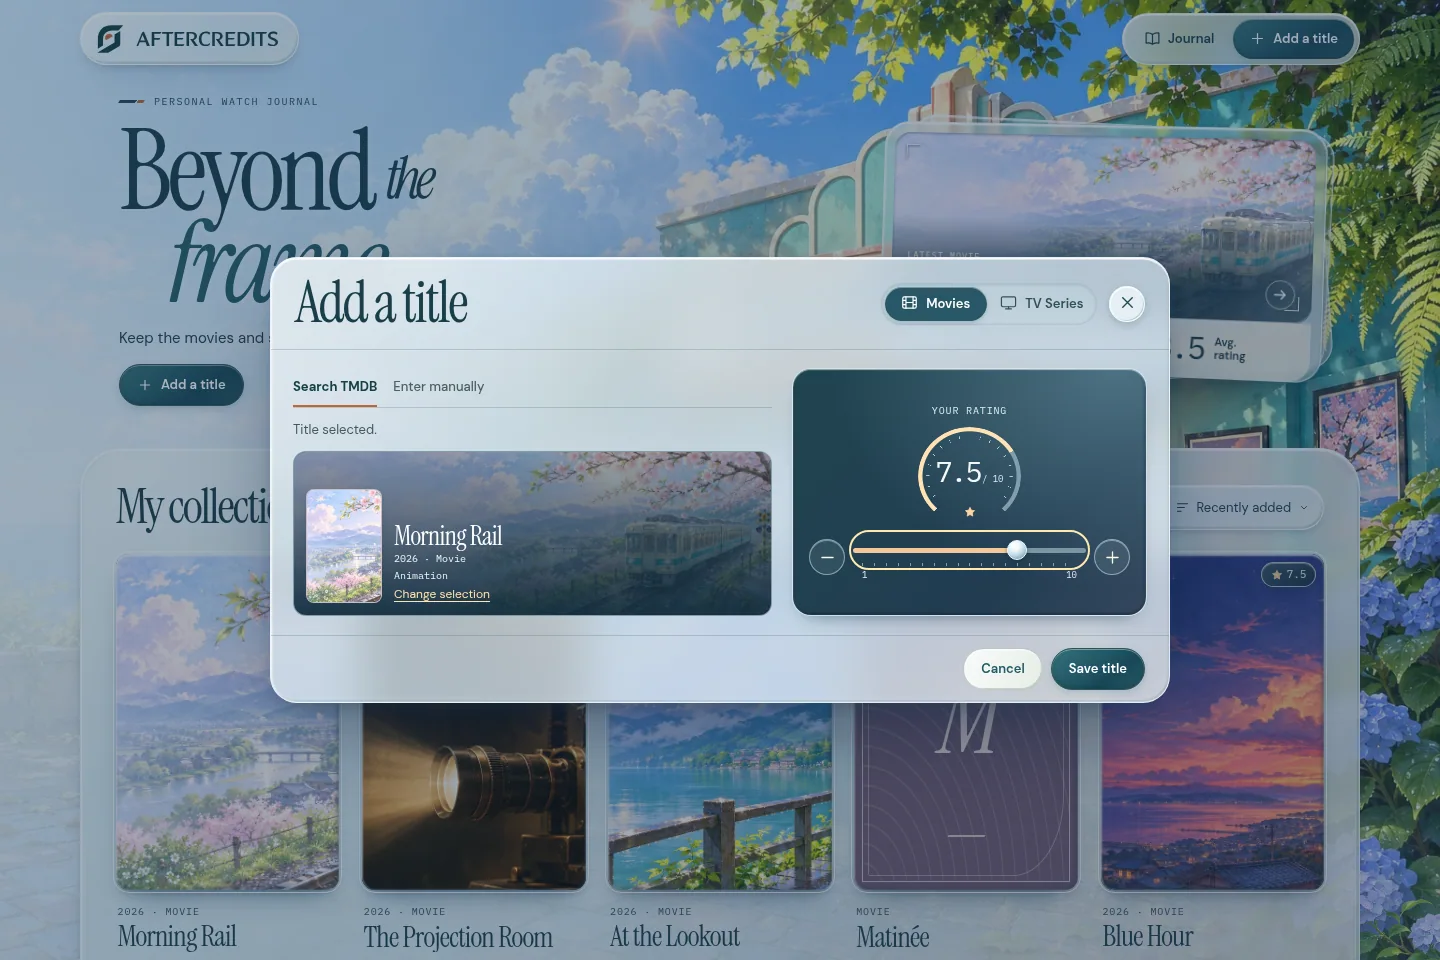 AFTERCREDITS
Journal
Add a title
PERSONAL WATCH JOURNAL
Beyond the
frame
LATEST MOVIE
Keep the movies and
.5 Avg. rating
Add a title
Add a title
Movies
TV Series
Search TMDB
Enter manually
Title selected.
Morning Rail
2026 · Movie
Animation
Change selection
YOUR RATING
7.5 / 10
1
10
Cancel
Save title
My collectio
Recently added
7.5
M
2026 · MOVIE
Morning Rail
2026 · MOVIE
The Projection Room
2026 · MOVIE
At the Lookout
MOVIE
Matinée
2026 · MOVIE
Blue Hour